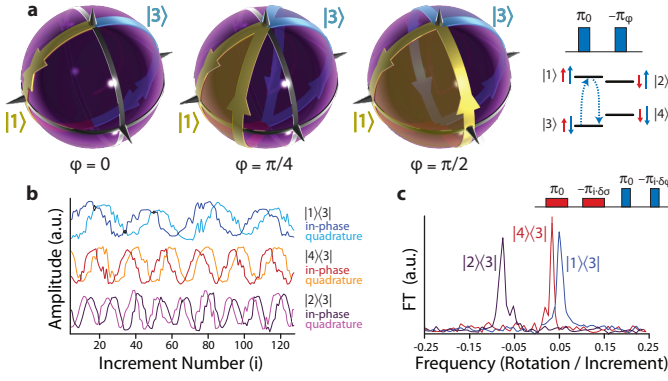 a
|3⟩ |3⟩ |3⟩
|1⟩ |1⟩ |1⟩
φ = 0 φ = π/4 φ = π/2
π0 -πφ
|1⟩ |2⟩
|3⟩ |4⟩
b
Amplitude (a.u.)
|1⟩⟨3|
in-phase
quadrature
|4⟩⟨3|
in-phase
quadrature
|2⟩⟨3|
in-phase
quadrature
20 40 60 80 100 120
Increment Number (i)
c
π0 -πi·δσ π0 -πi·δφ
FT (a.u.)
|2⟩⟨3| |4⟩⟨3| |1⟩⟨3|
-0.25 -0.15 -0.05 0.05 0.15 0.25
Frequency (Rotation / Increment)